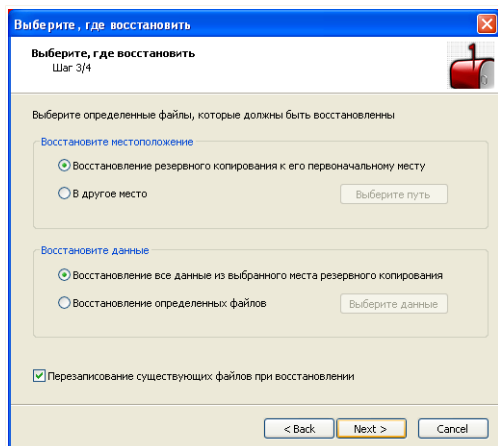 Выберите , где восстановить
Выберите, где восстановить
Шаг 3/4
Выберите определенные файлы, которые должны быть восстановленны
Восстановите местоположение
Восстановление резервного копирования к его первоначальному месту
В другое место
Выберите путь
Восстановите данные
Восстановление все данные из выбранного места резервного копирования
Восстановление определенных файлов
Выберите данные
Перезаписование существующих файлов при восстановлении
< Back
Next >
Cancel